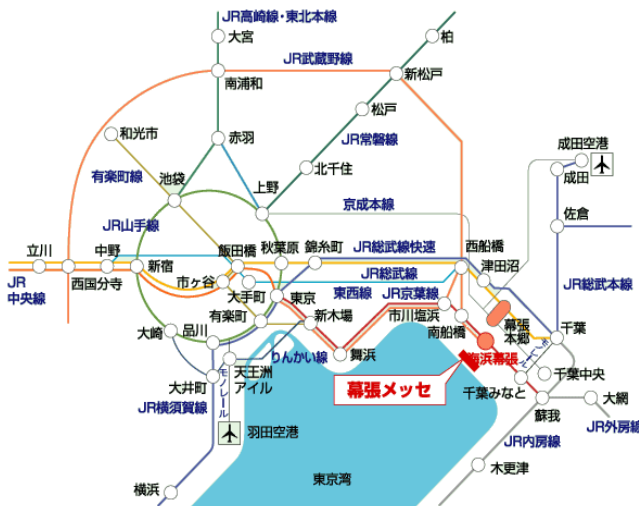 JR高崎線・東北本線
大宮
柏
JR武蔵野線
新松戸
南浦和
松戸
和光市
赤羽
JR常磐線
成田空港
北千住
池袋
有楽町線
上野
成田
京成本線
佐倉
JR山手線
飯田橋
秋葉原
錦糸町
JR総武線快速
西船橋
立川
中野
新宿
JR総武線
津田沼
JR
中央線
西国分寺
市ヶ谷
大手町
東京
東西線
JR京葉線
JR総武本線
市川塩浜
幕張
本郷
千葉
大崎
品川
有楽町
新木場
南船橋
りんかい線
舞浜
海浜幕張
モノレール
千葉中央
天王洲
アイル
大井町
モノレール
幕張メッセ
千葉みなと
蘇我
大網
JR横須賀線
羽田空港
JR内房線
JR外房線
木更津
横浜
東京湾